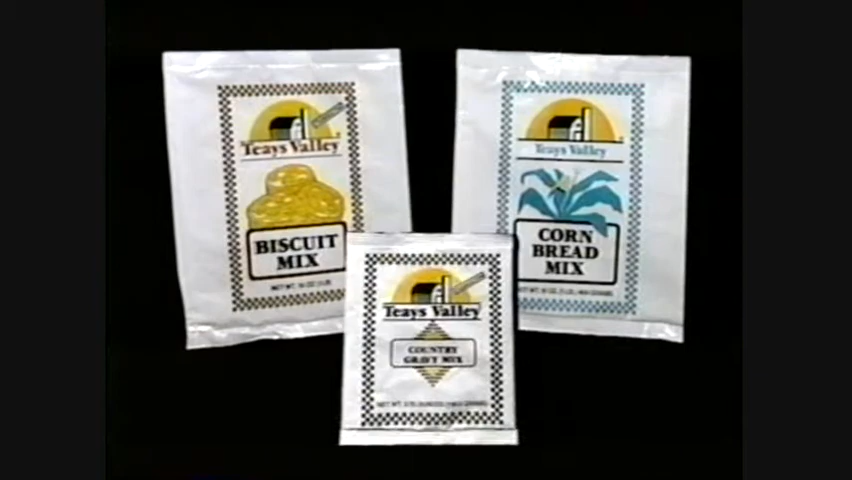 Teays Valley
BISCUIT
MIX
Teays Valley
CORN
BREAD
MIX
Teays Valley
COUNTRY
GRAVY MIX